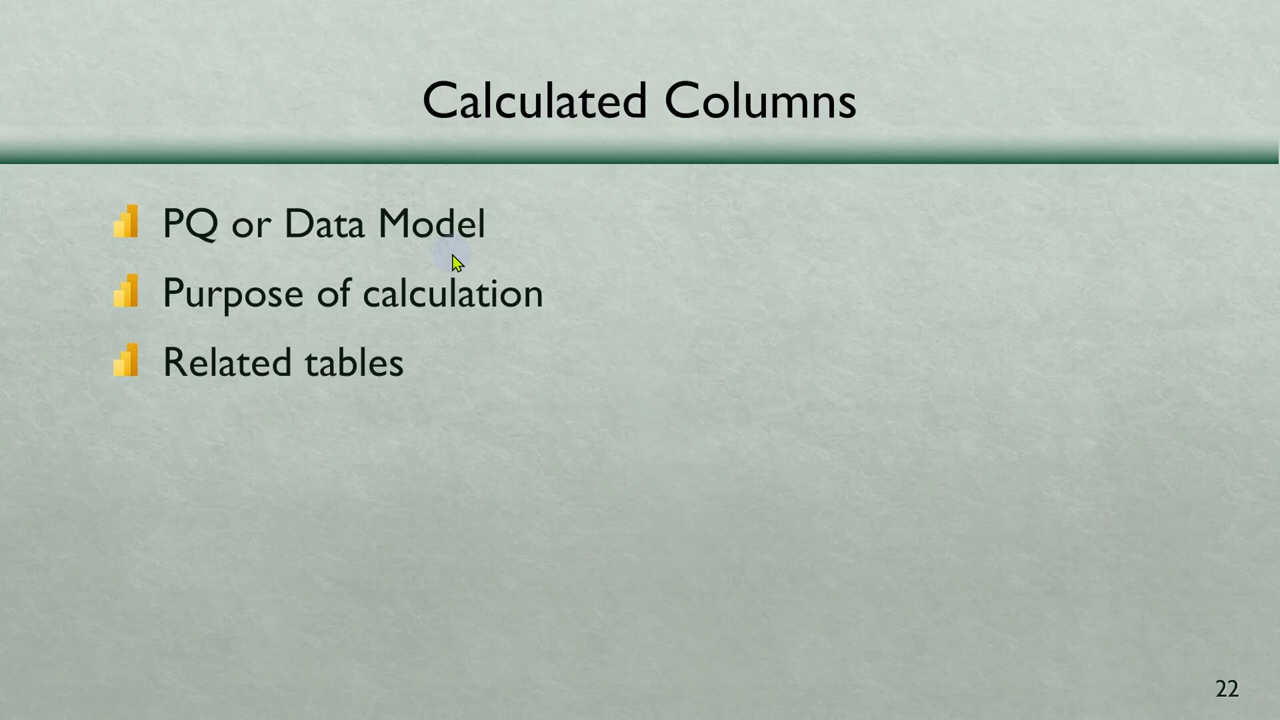 Calculated Columns
PQ or Data Model
Purpose of calculation
Related tables
22